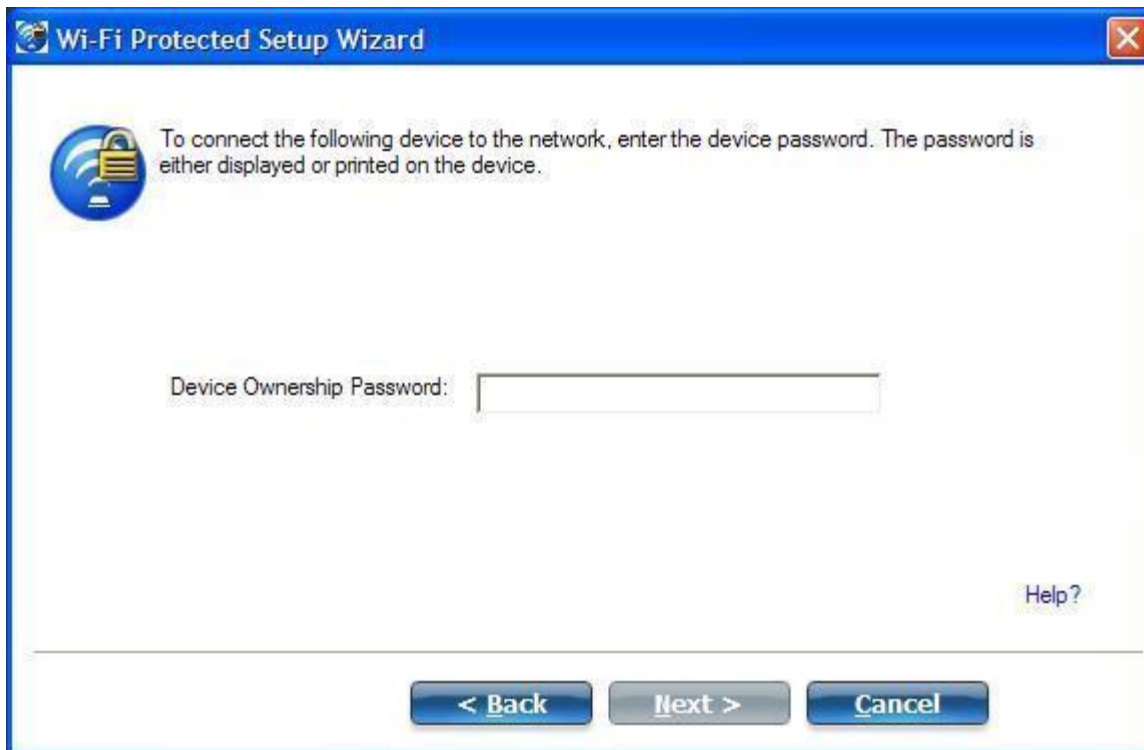 Wi-Fi Protected Setup Wizard
To connect the following device to the network, enter the device password. The password is
either displayed or printed on the device.
Device Ownership Password:
Help?
< Back Next > Cancel